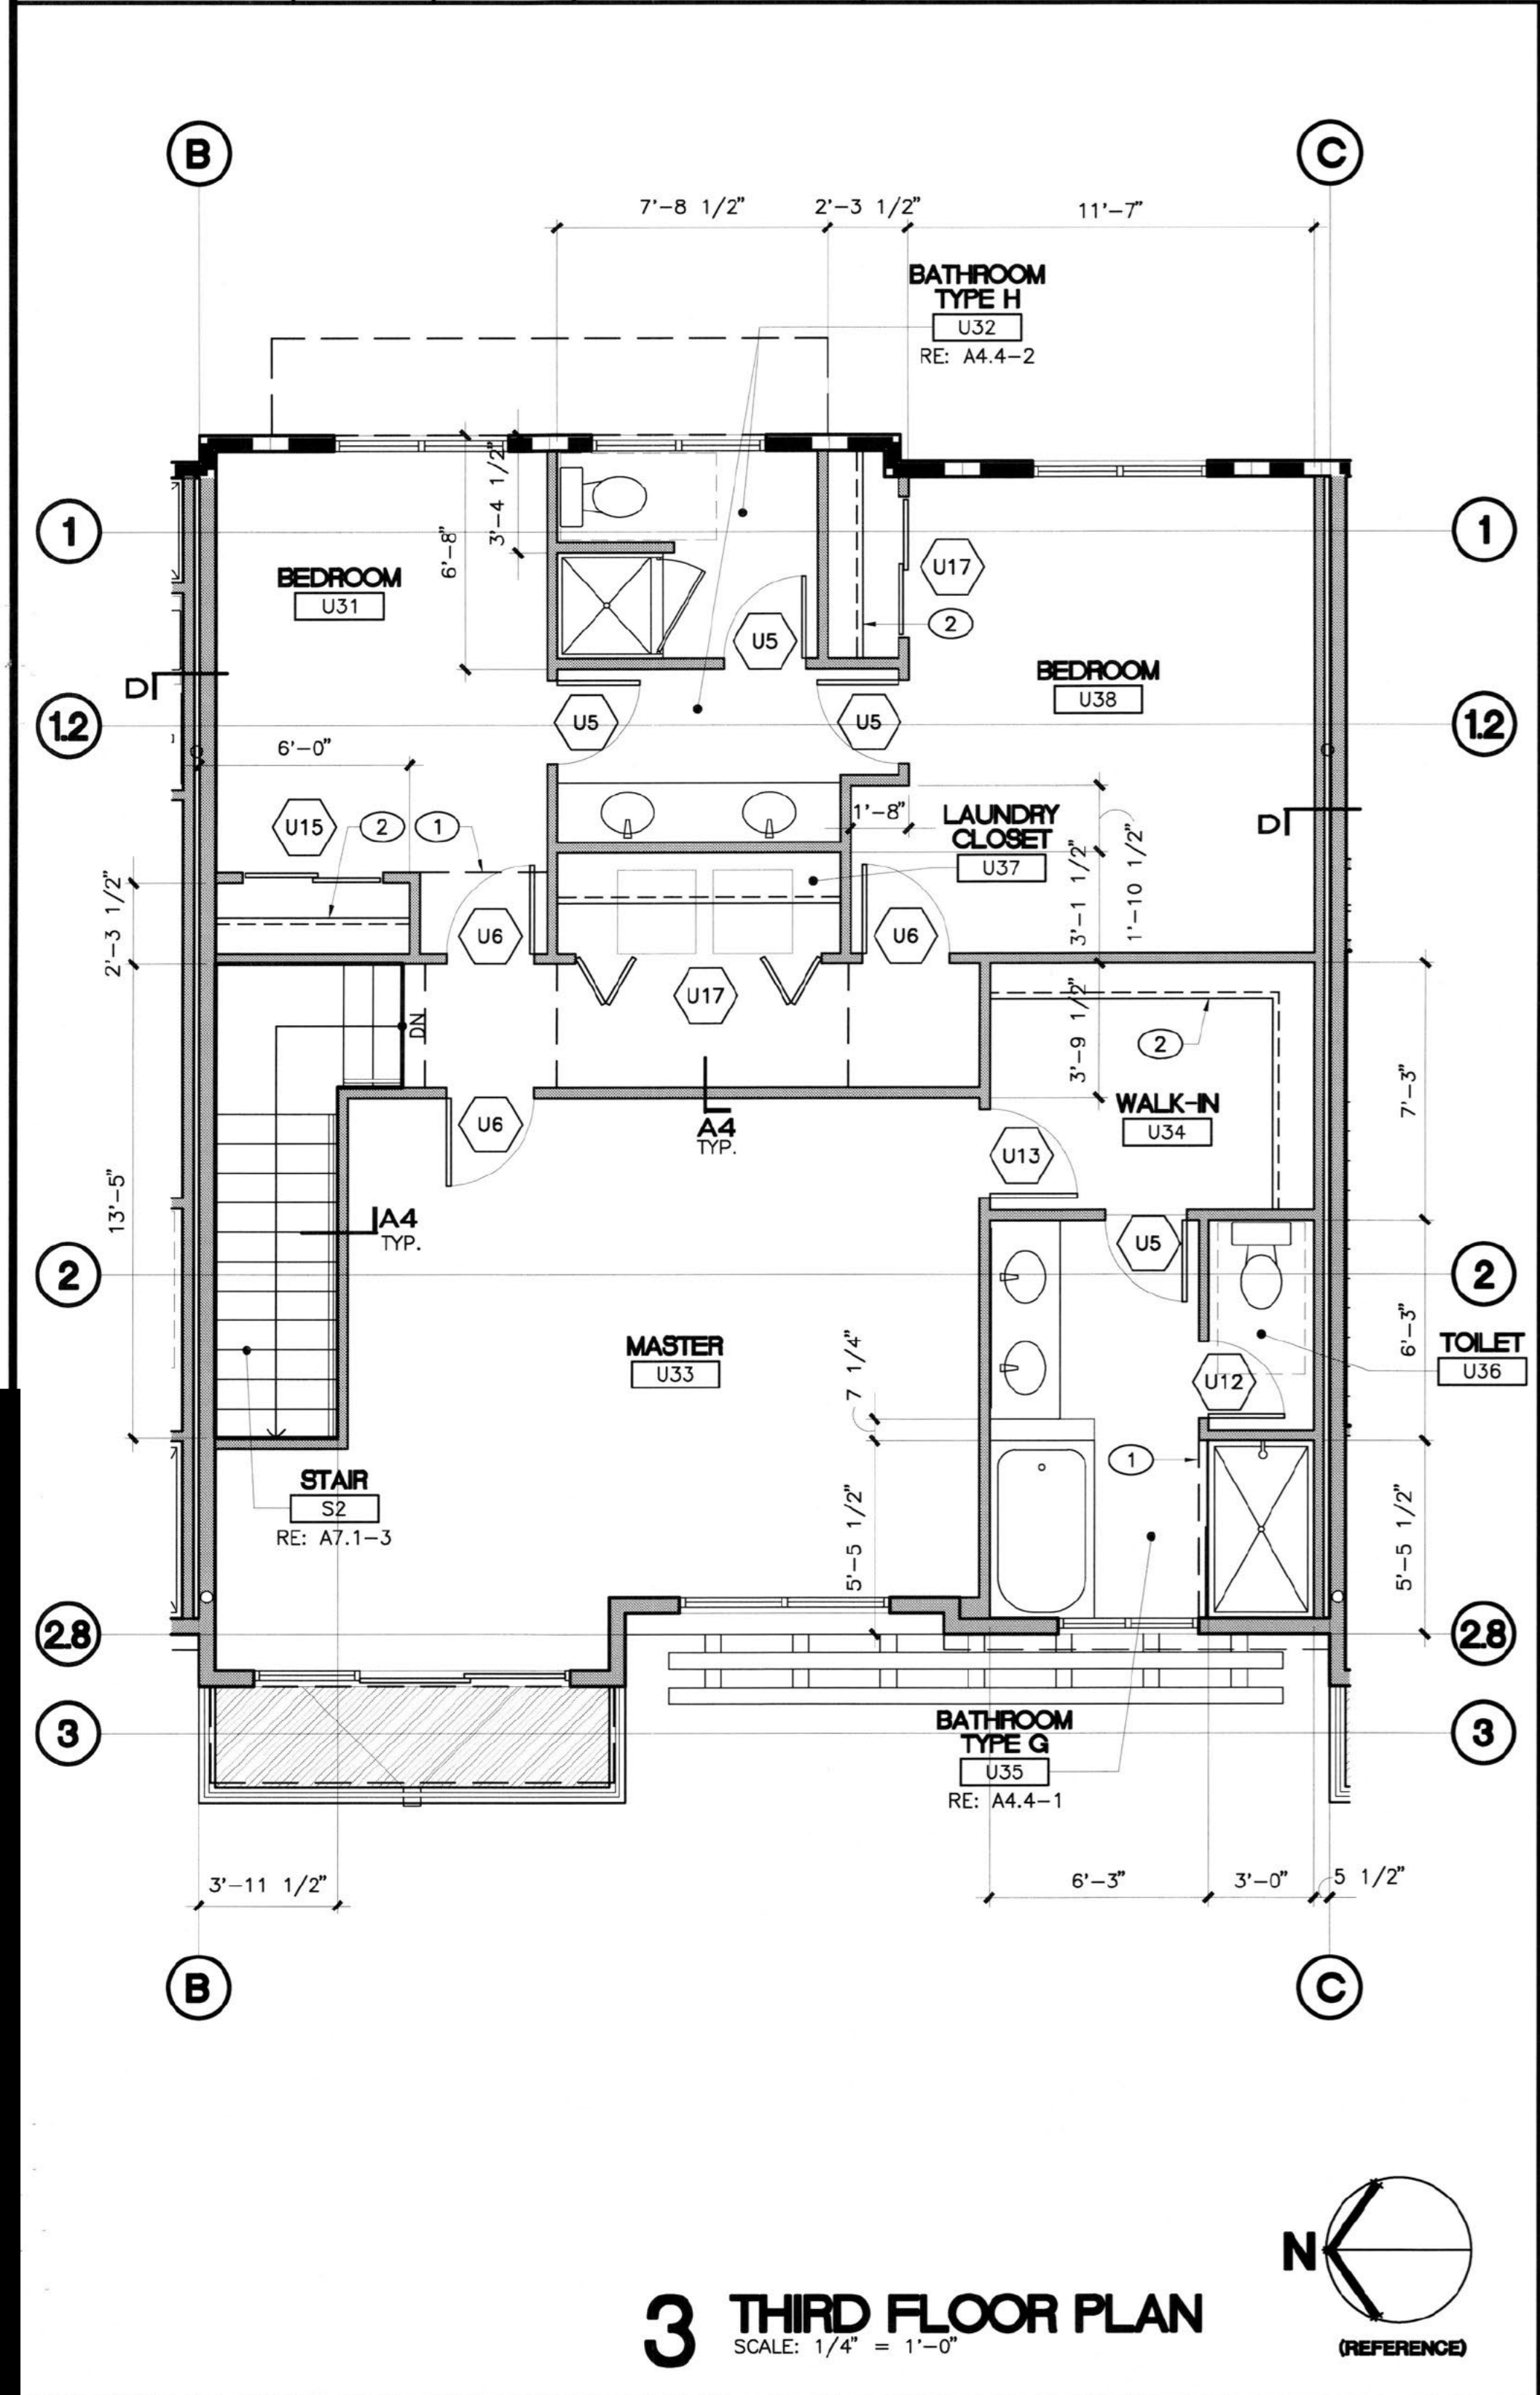 B
C
7'-8 1/2"
2'-3 1/2"
11'-7"
BATHROOM
TYPE H
U32
RE: A4.4-2
3'-4 1/2"
6'-8"
1
1
BEDROOM
U31
U17
2
U5
BEDROOM
U38
D
1.2
U5
U5
1.2
6'-0"
U15
2
1
1'-8"
LAUNDRY
CLOSET
U37
D
3'-1 1/2"
1'-10 1/2"
2'-3 1/2"
U6
U6
U17
DN
3'-9 1/2"
2
7'-3"
WALK-IN
U34
U6
A4
TYP.
U13
13'-5"
A4
TYP.
U5
2
2
MASTER
U33
7 1/4"
6'-3"
TOILET
U36
U12
1
STAIR
S2
RE: A7.1-3
5'-5 1/2"
5'-5 1/2"
2.8
2.8
3
3
BATHROOM
TYPE G
U35
RE: A4.4-1
3'-11 1/2"
6'-3"
3'-0"
5 1/2"
B
C
N
3 THIRD FLOOR PLAN
SCALE: 1/4" = 1'-0"
(REFERENCE)